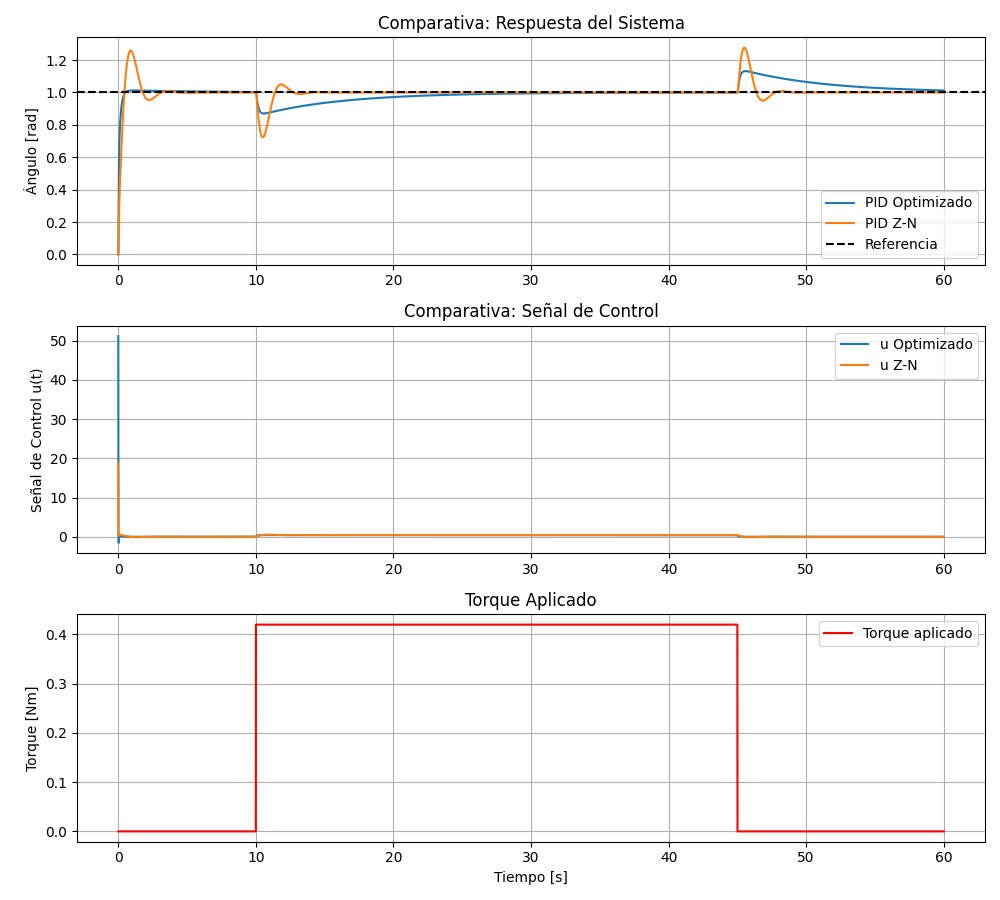 Comparativa: Respuesta del Sistema
Ángulo [rad]
1.2
1.0
0.8
0.6
0.4
0.2
0.0
PID Optimizado
PID Z-N
Referencia
0 10 20 30 40 50 60
Comparativa: Señal de Control
Señal de Control u(t)
50
40
30
20
10
0
u Optimizado
u Z-N
0 10 20 30 40 50 60
Torque Aplicado
Torque [Nm]
0.4
0.3
0.2
0.1
0.0
Torque aplicado
0 10 20 30 40 50 60
Tiempo [s]